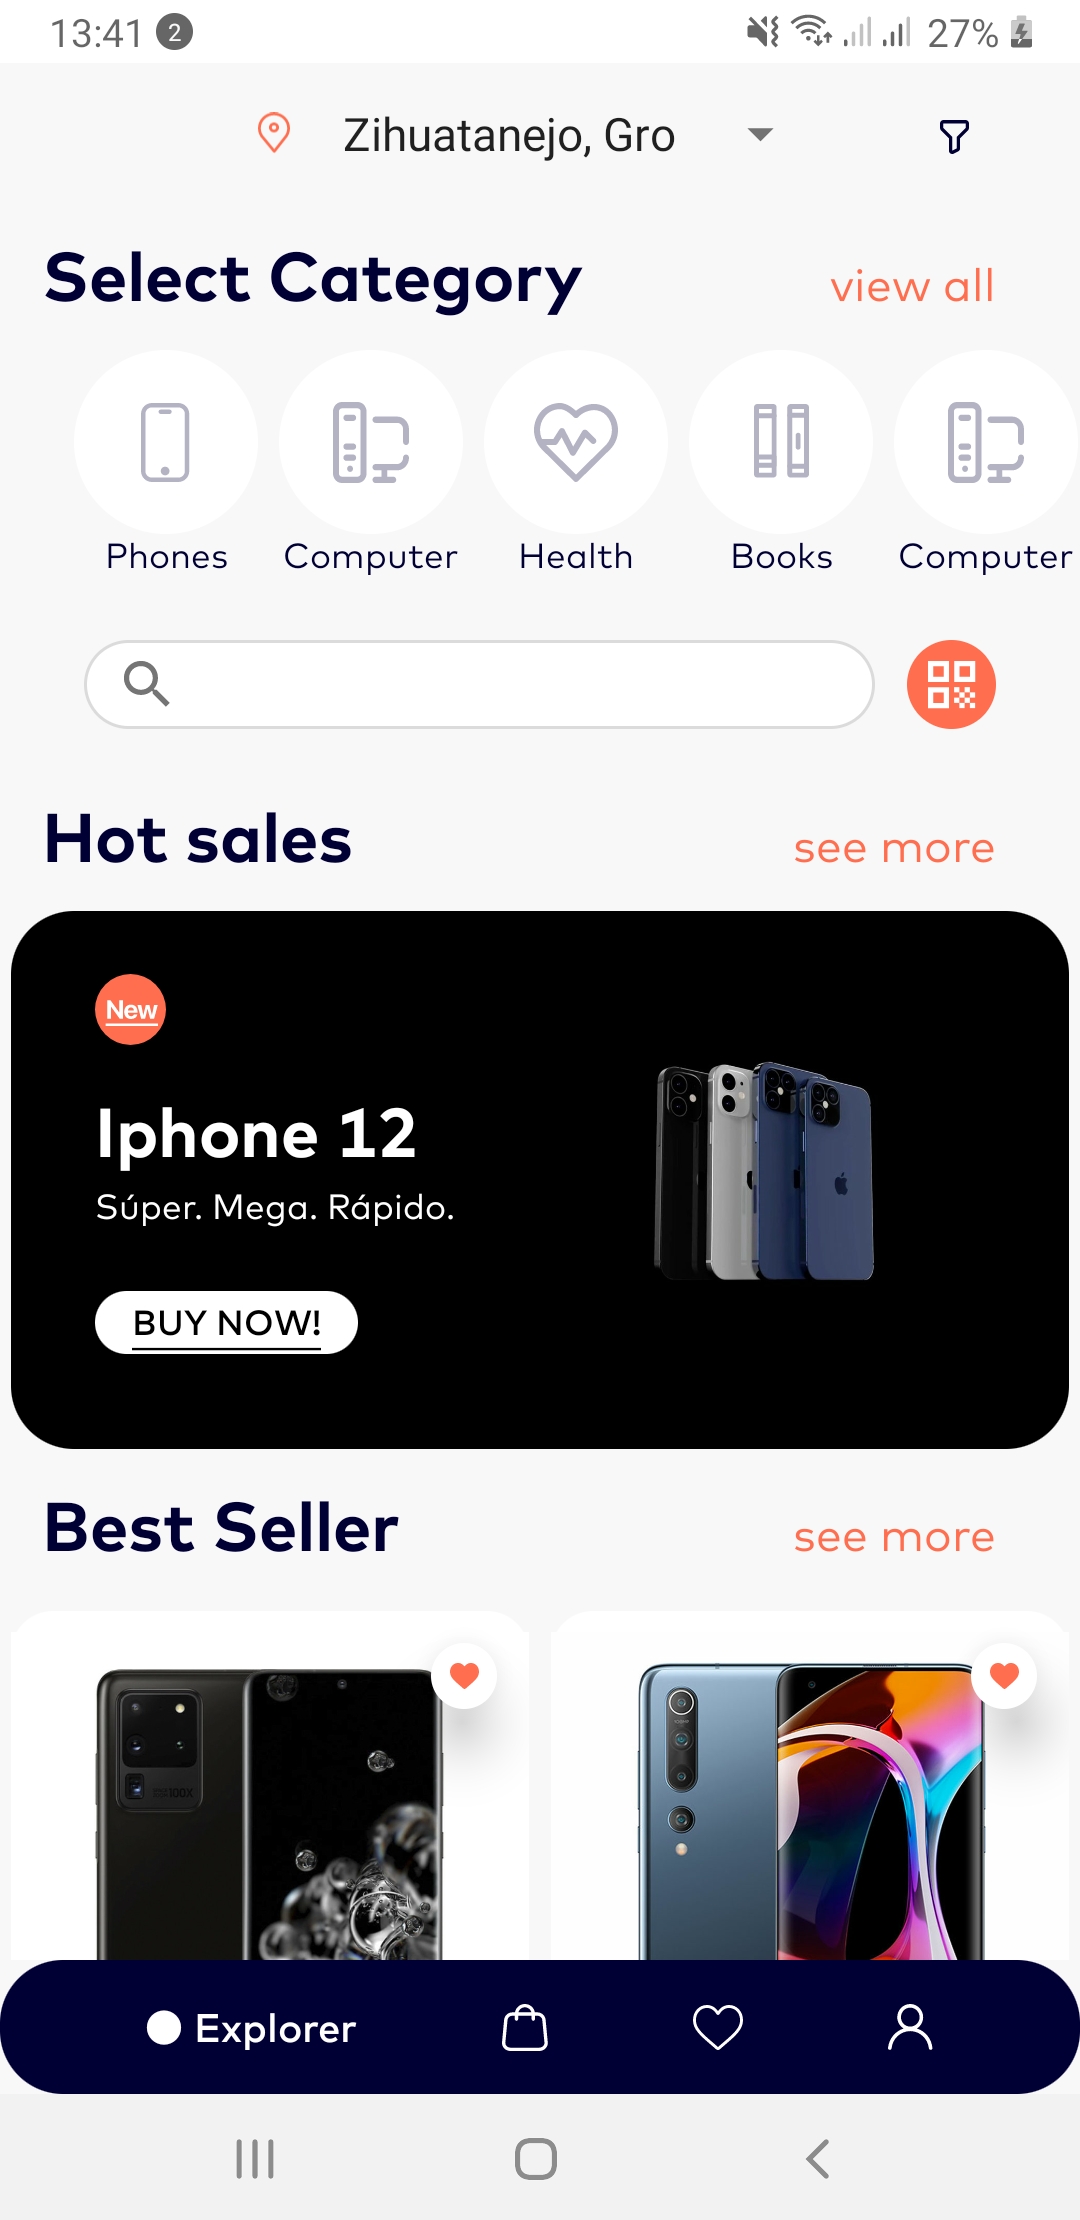 13:41 2 27%
Zihuatanejo, Gro
Select Category view all
Phones Computer Health Books Computer
Hot sales see more
New
Iphone 12
Súper. Mega. Rápido.
BUY NOW!
Best Seller see more
100X
Explorer